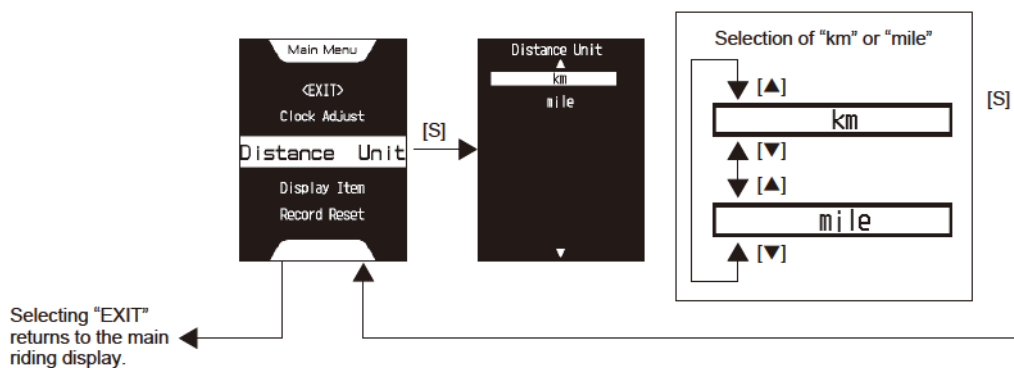 Main Menu
<EXIT>
Clock Adjust
Distance Unit
Display Item
Record Reset
[S]
Distance Unit
▲
km
mile
▼
Selection of “km” or “mile”
[▲]
km
[▼]
[▲]
mile
[▼]
[S]
Selecting “EXIT”
returns to the main
riding display.